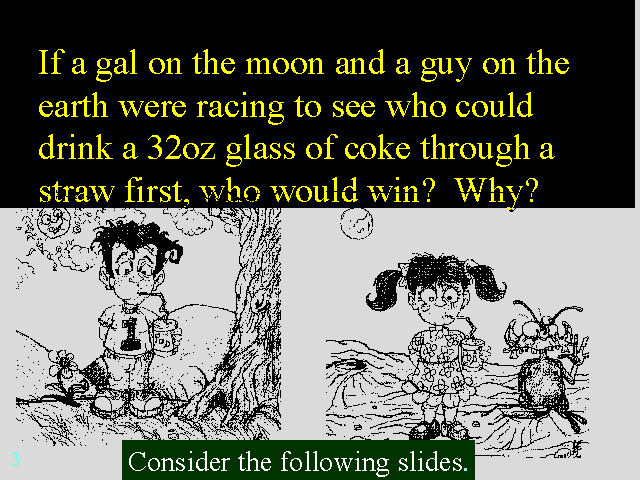 If a gal on the moon and a guy on the
earth were racing to see who could
drink a 32oz glass of coke through a
straw first, who would win?  Why?
1
3
Consider the following slides.